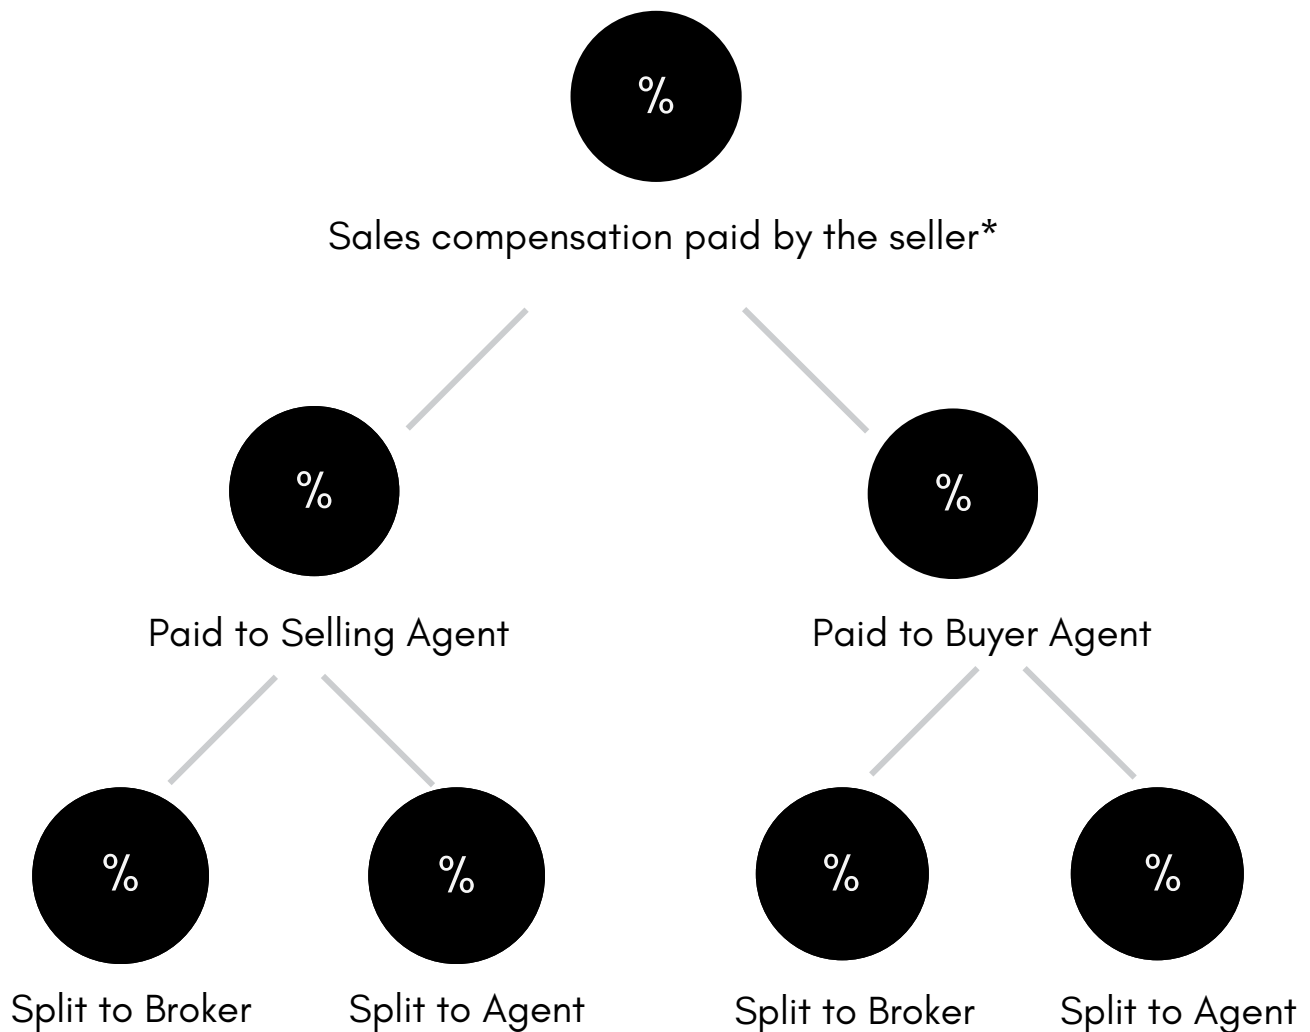 %
Sales compensation paid by the seller*
%
%
Paid to Selling Agent
Paid to Buyer Agent
%
%
%
%
Split to Broker
Split to Agent
Split to Broker
Split to Agent